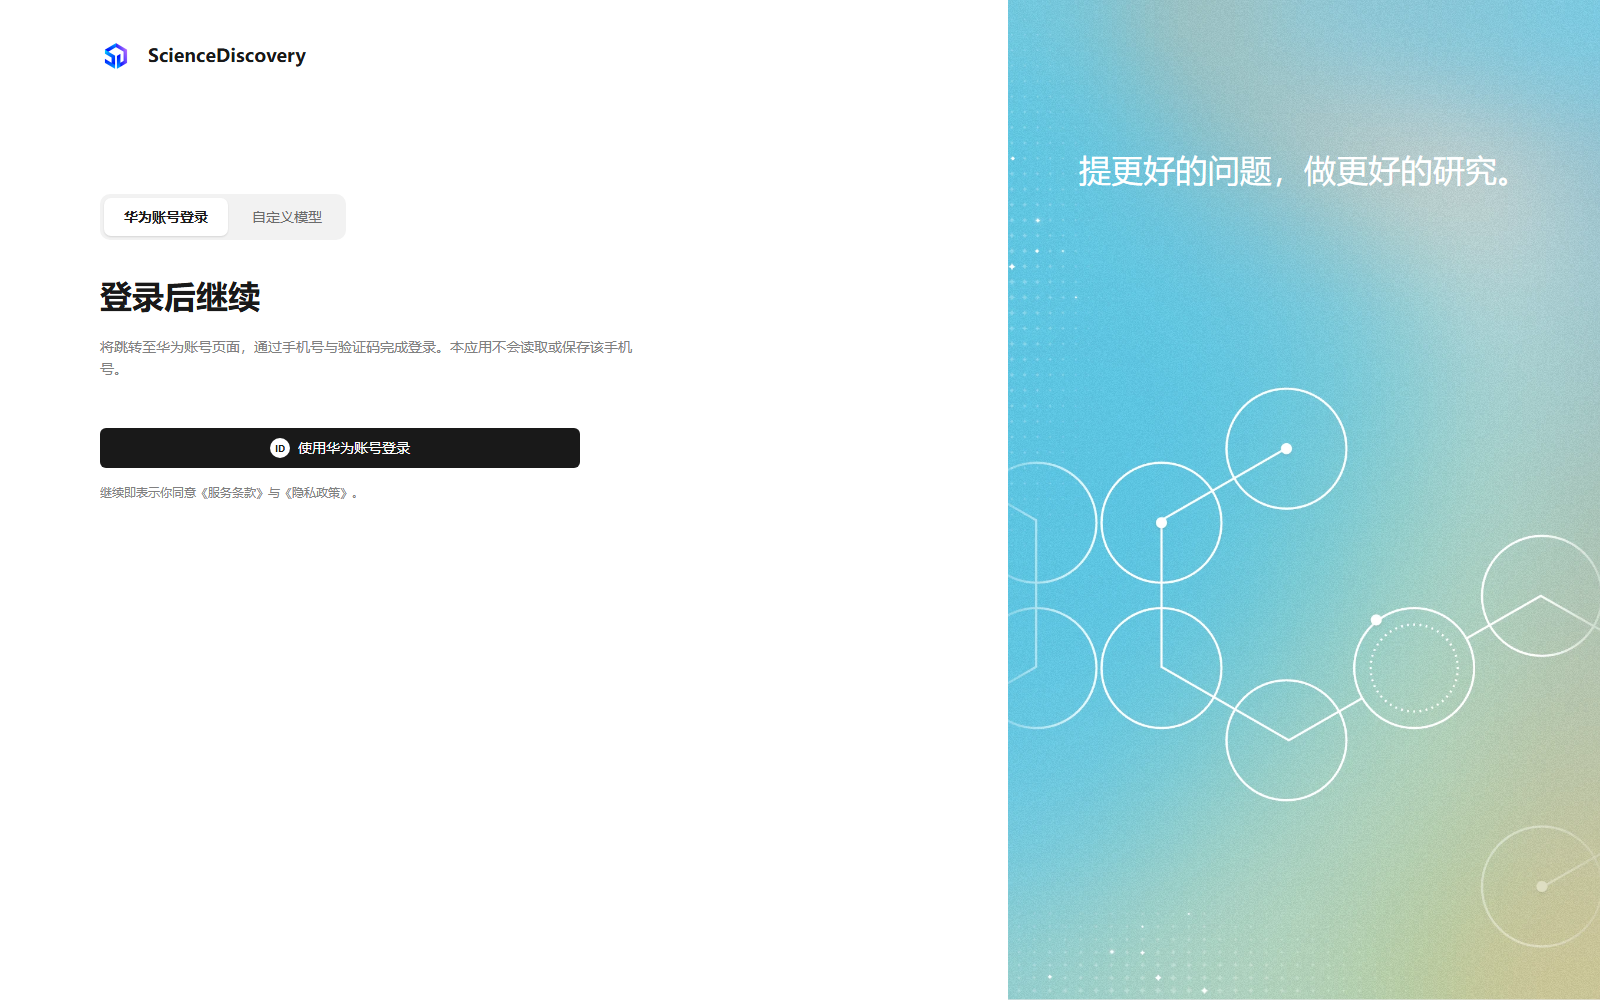 ScienceDiscovery
提更好的问题，做更好的研究。
华为账号登录
自定义模型
登录后继续
将跳转至华为账号页面，通过手机号与验证码完成登录。本应用不会读取或保存该手机
号。
ID 使用华为账号登录
继续即表示你同意《服务条款》与《隐私政策》。